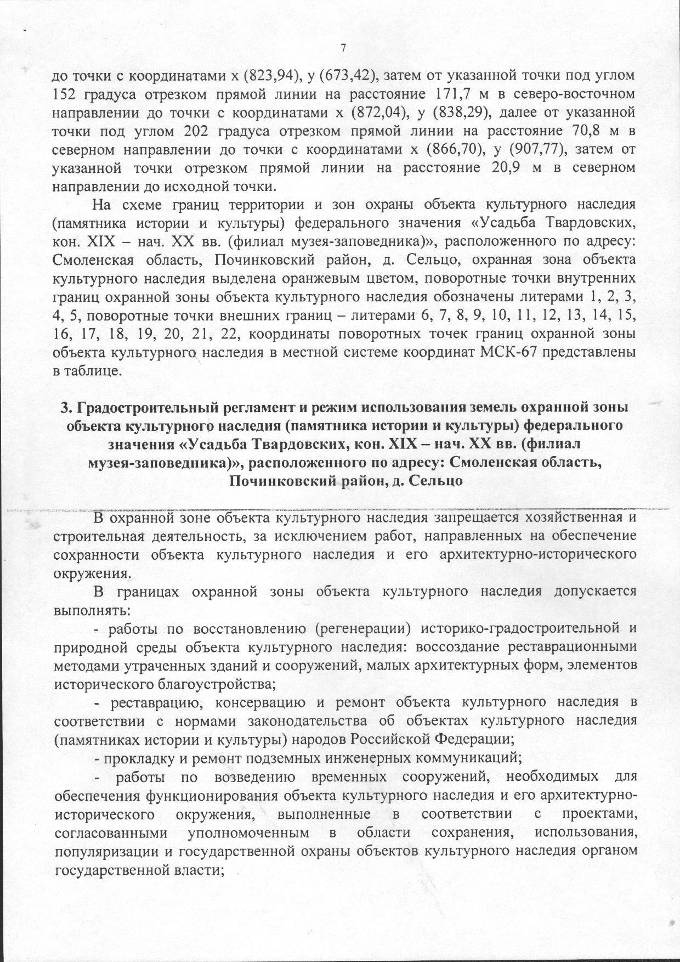 7
до точки с координатами x (823,94), y (673,42), затем от указанной точки под углом
152 градуса отрезком прямой линии на расстояние 171,7 м в северо-восточном
направлении до точки с координатами x (872,04), y (838,29), далее от указанной
точки под углом 202 градуса отрезком прямой линии на расстояние 70,8 м в
северном направлении до точки с координатами x (866,70), y (907,77), затем от
указанной точки отрезком прямой линии на расстояние 20,9 м в северном
направлении до исходной точки.
На схеме границ территории и зон охраны объекта культурного наследия
(памятника истории и культуры) федерального значения «Усадьба Твардовских,
кон. XIX – нач. XX вв. (филиал музея-заповедника)», расположенного по адресу:
Смоленская область, Починковский район, д. Сельцо, охранная зона объекта
культурного наследия выделена оранжевым цветом, поворотные точки внутренних
границ охранной зоны объекта культурного наследия обозначены литерами 1, 2, 3,
4, 5, поворотные точки внешних границ – литерами 6, 7, 8, 9, 10, 11, 12, 13, 14, 15,
16, 17, 18, 19, 20, 21, 22, координаты поворотных точек границ охранной зоны
объекта культурного наследия в местной системе координат МСК-67 представлены
в таблице.
3. Градостроительный регламент и режим использования земель охранной зоны
объекта культурного наследия (памятника истории и культуры) федерального
значения «Усадьба Твардовских, кон. XIX – нач. XX вв. (филиал
музея-заповедника)», расположенного по адресу: Смоленская область,
Починковский район, д. Сельцо
В охранной зоне объекта культурного наследия запрещается хозяйственная и
строительная деятельность, за исключением работ, направленных на обеспечение
сохранности объекта культурного наследия и его архитектурно-исторического
окружения.
В границах охранной зоны объекта культурного наследия допускается
выполнять:
- работы по восстановлению (регенерации) историко-градостроительной и
природной среды объекта культурного наследия: воссоздание реставрационными
методами утраченных зданий и сооружений, малых архитектурных форм, элементов
исторического благоустройства;
- реставрацию, консервацию и ремонт объекта культурного наследия в
соответствии с нормами законодательства об объектах культурного наследия
(памятниках истории и культуры) народов Российской Федерации;
- прокладку и ремонт подземных инженерных коммуникаций;
- работы по возведению временных сооружений, необходимых для
обеспечения функционирования объекта культурного наследия и его архитектурно-
исторического окружения, выполненные в соответствии с проектами,
согласованными уполномоченным в области сохранения, использования,
популяризации и государственной охраны объектов культурного наследия органом
государственной власти;